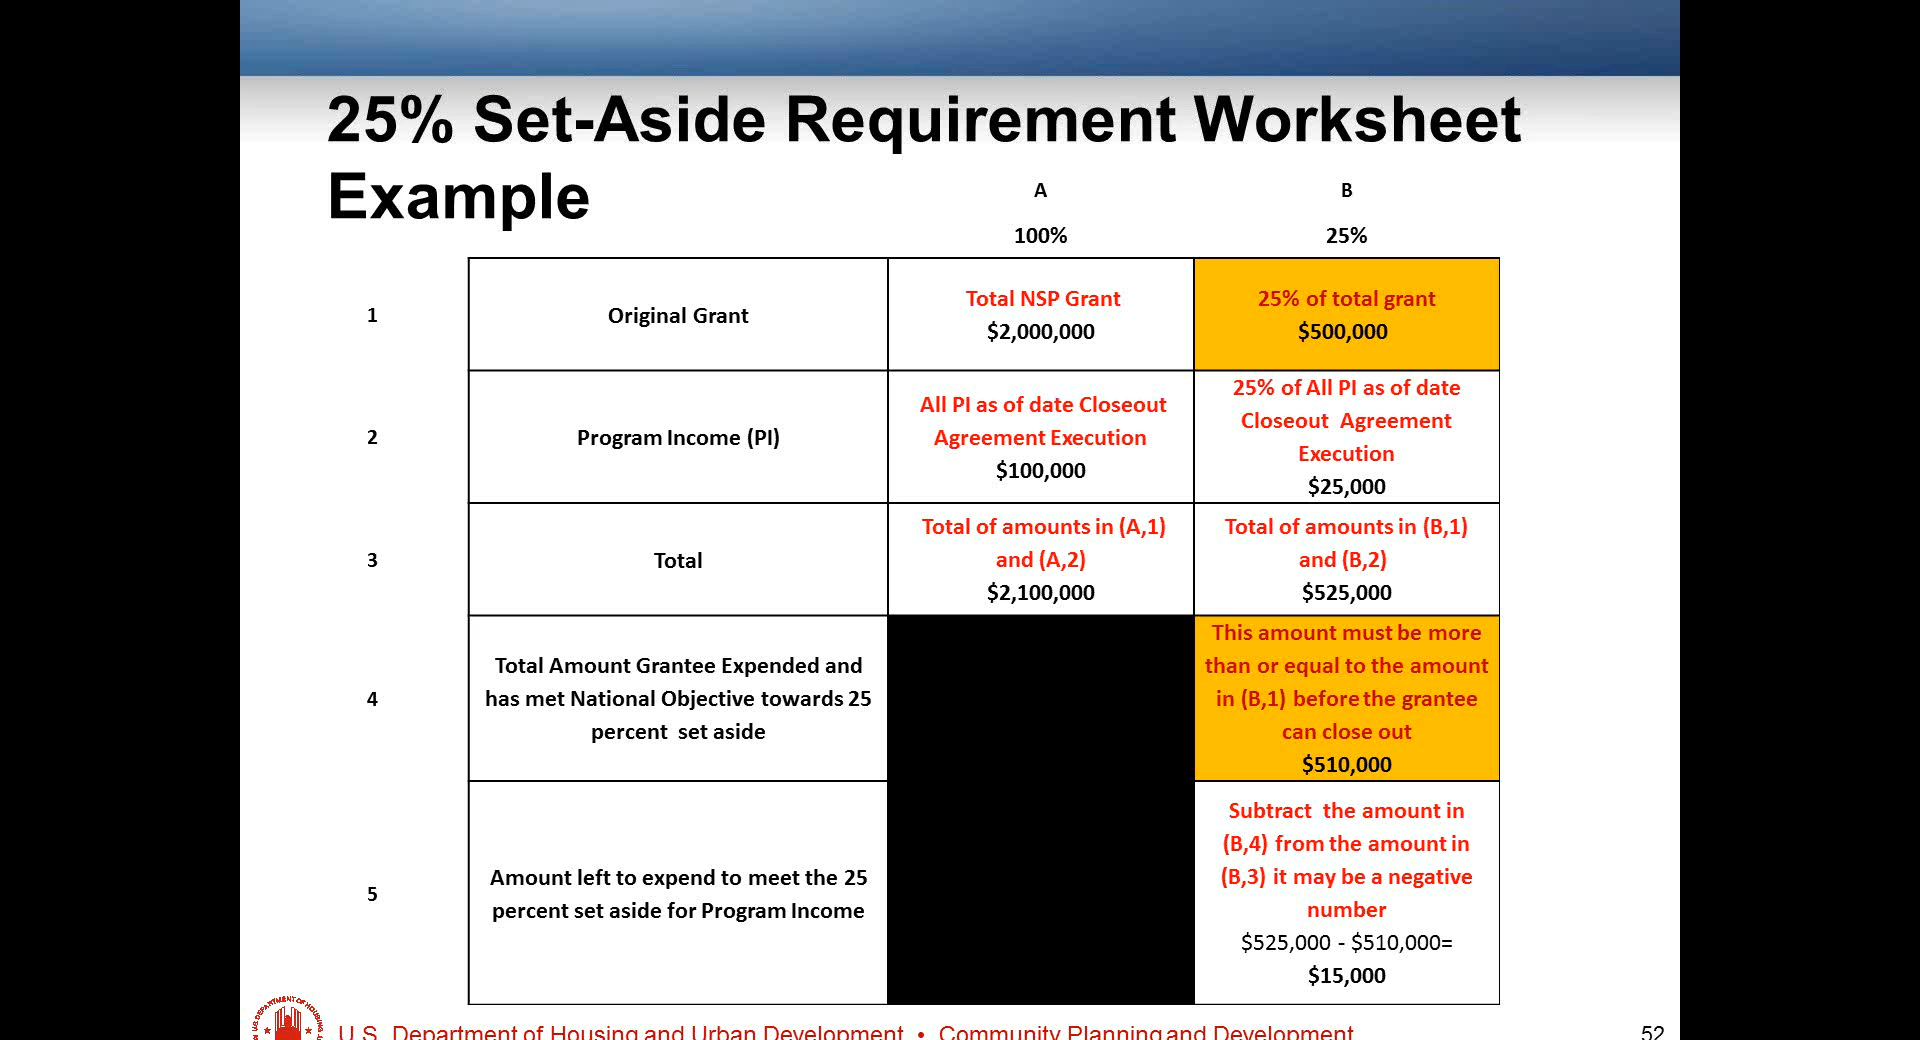 25% Set-Aside Requirement Worksheet
Example
A
B
100%
25%
1
Original Grant
Total NSP Grant
$2,000,000
25% of total grant
$500,000
2
Program Income (PI)
All PI as of date Closeout
Agreement Execution
$100,000
25% of All PI as of date
Closeout Agreement
Execution
$25,000
3
Total
Total of amounts in (A,1)
and (A,2)
$2,100,000
Total of amounts in (B,1)
and (B,2)
$525,000
4
Total Amount Grantee Expended and
has met National Objective towards 25
percent set aside
This amount must be more
than or equal to the amount
in (B,1) before the grantee
can close out
$510,000
5
Amount left to expend to meet the 25
percent set aside for Program Income
Subtract the amount in
(B,4) from the amount in
(B,3) it may be a negative
number
$525,000 - $510,000=
$15,000
U.S. Department of Housing and Urban Development • Community Planning and Development
52